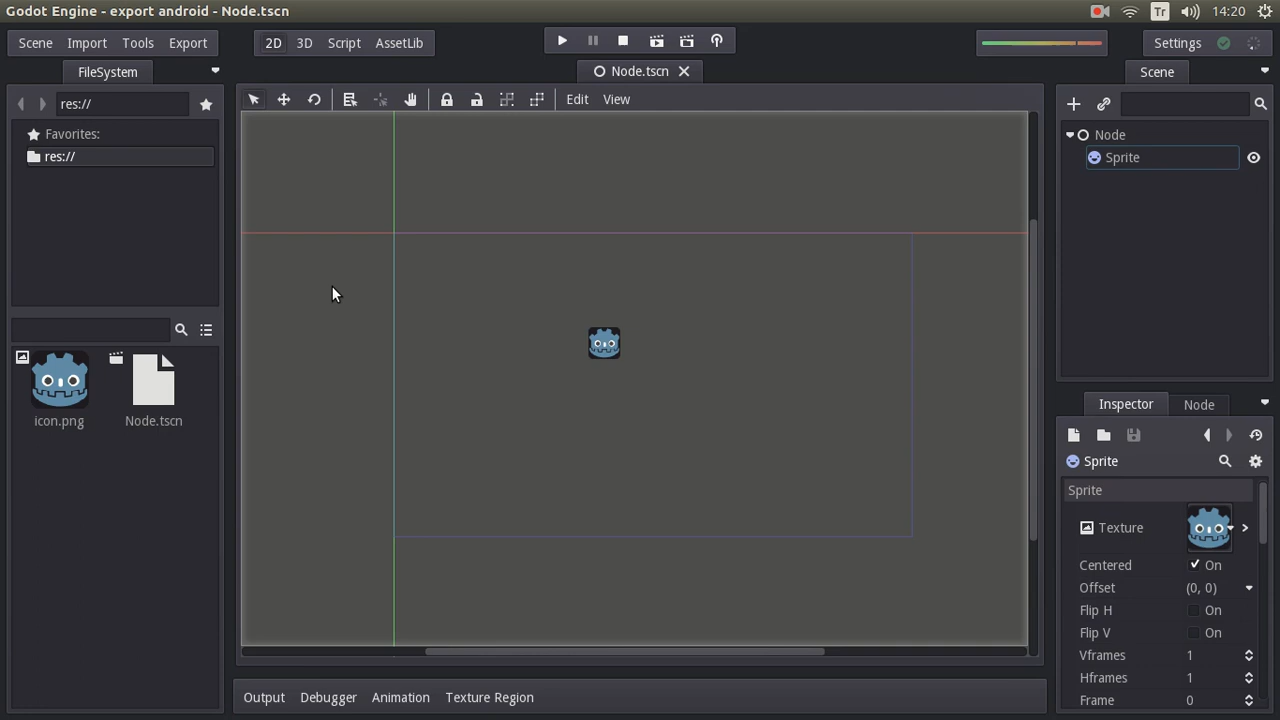 Godot Engine - export android - Node.tscn
Tr
14:20
Scene Import Tools Export
2D 3D Script AssetLib
Settings
FileSystem
Node.tscn
Scene
res://
Edit View
Favorites:
res://
Node
Sprite
icon.png
Node.tscn
Inspector Node
Sprite
Sprite
Texture
Centered On
Offset (0, 0)
Flip H On
Flip V On
Vframes 1
Hframes 1
Frame 0
Output Debugger Animation Texture Region